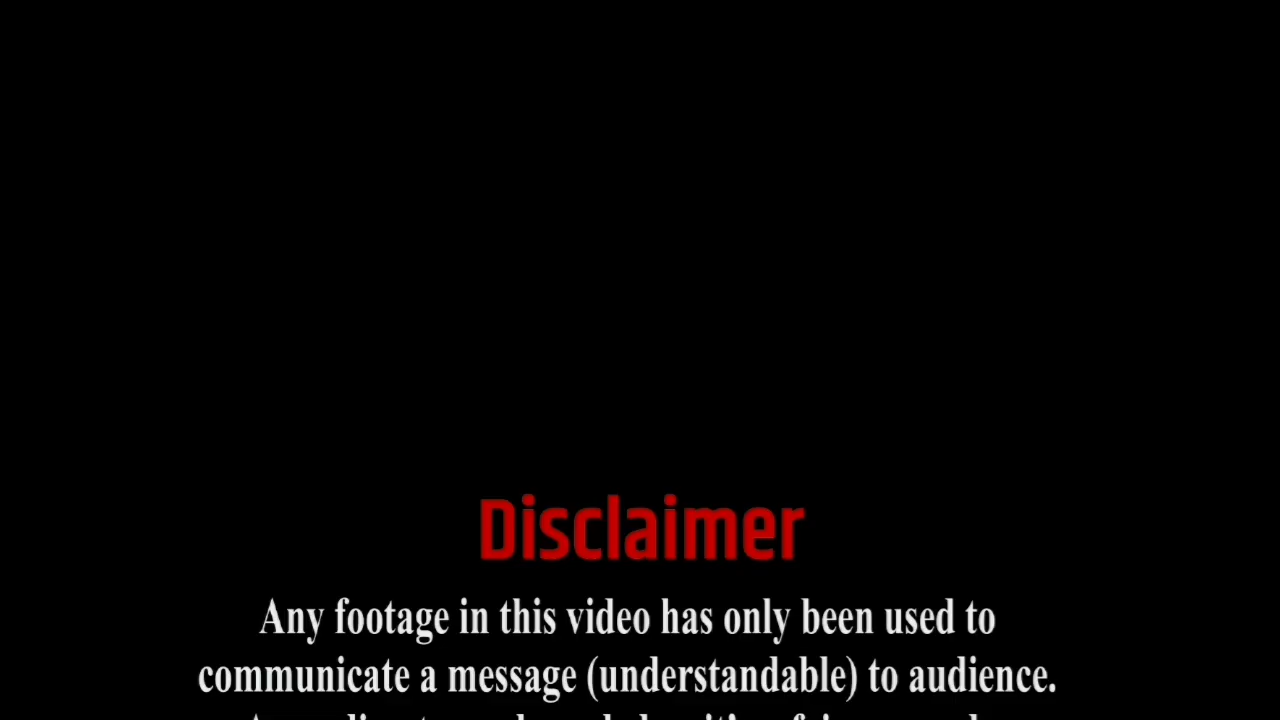 Disclaimer
Any footage in this video has only been used to
communicate a message (understandable) to audience.